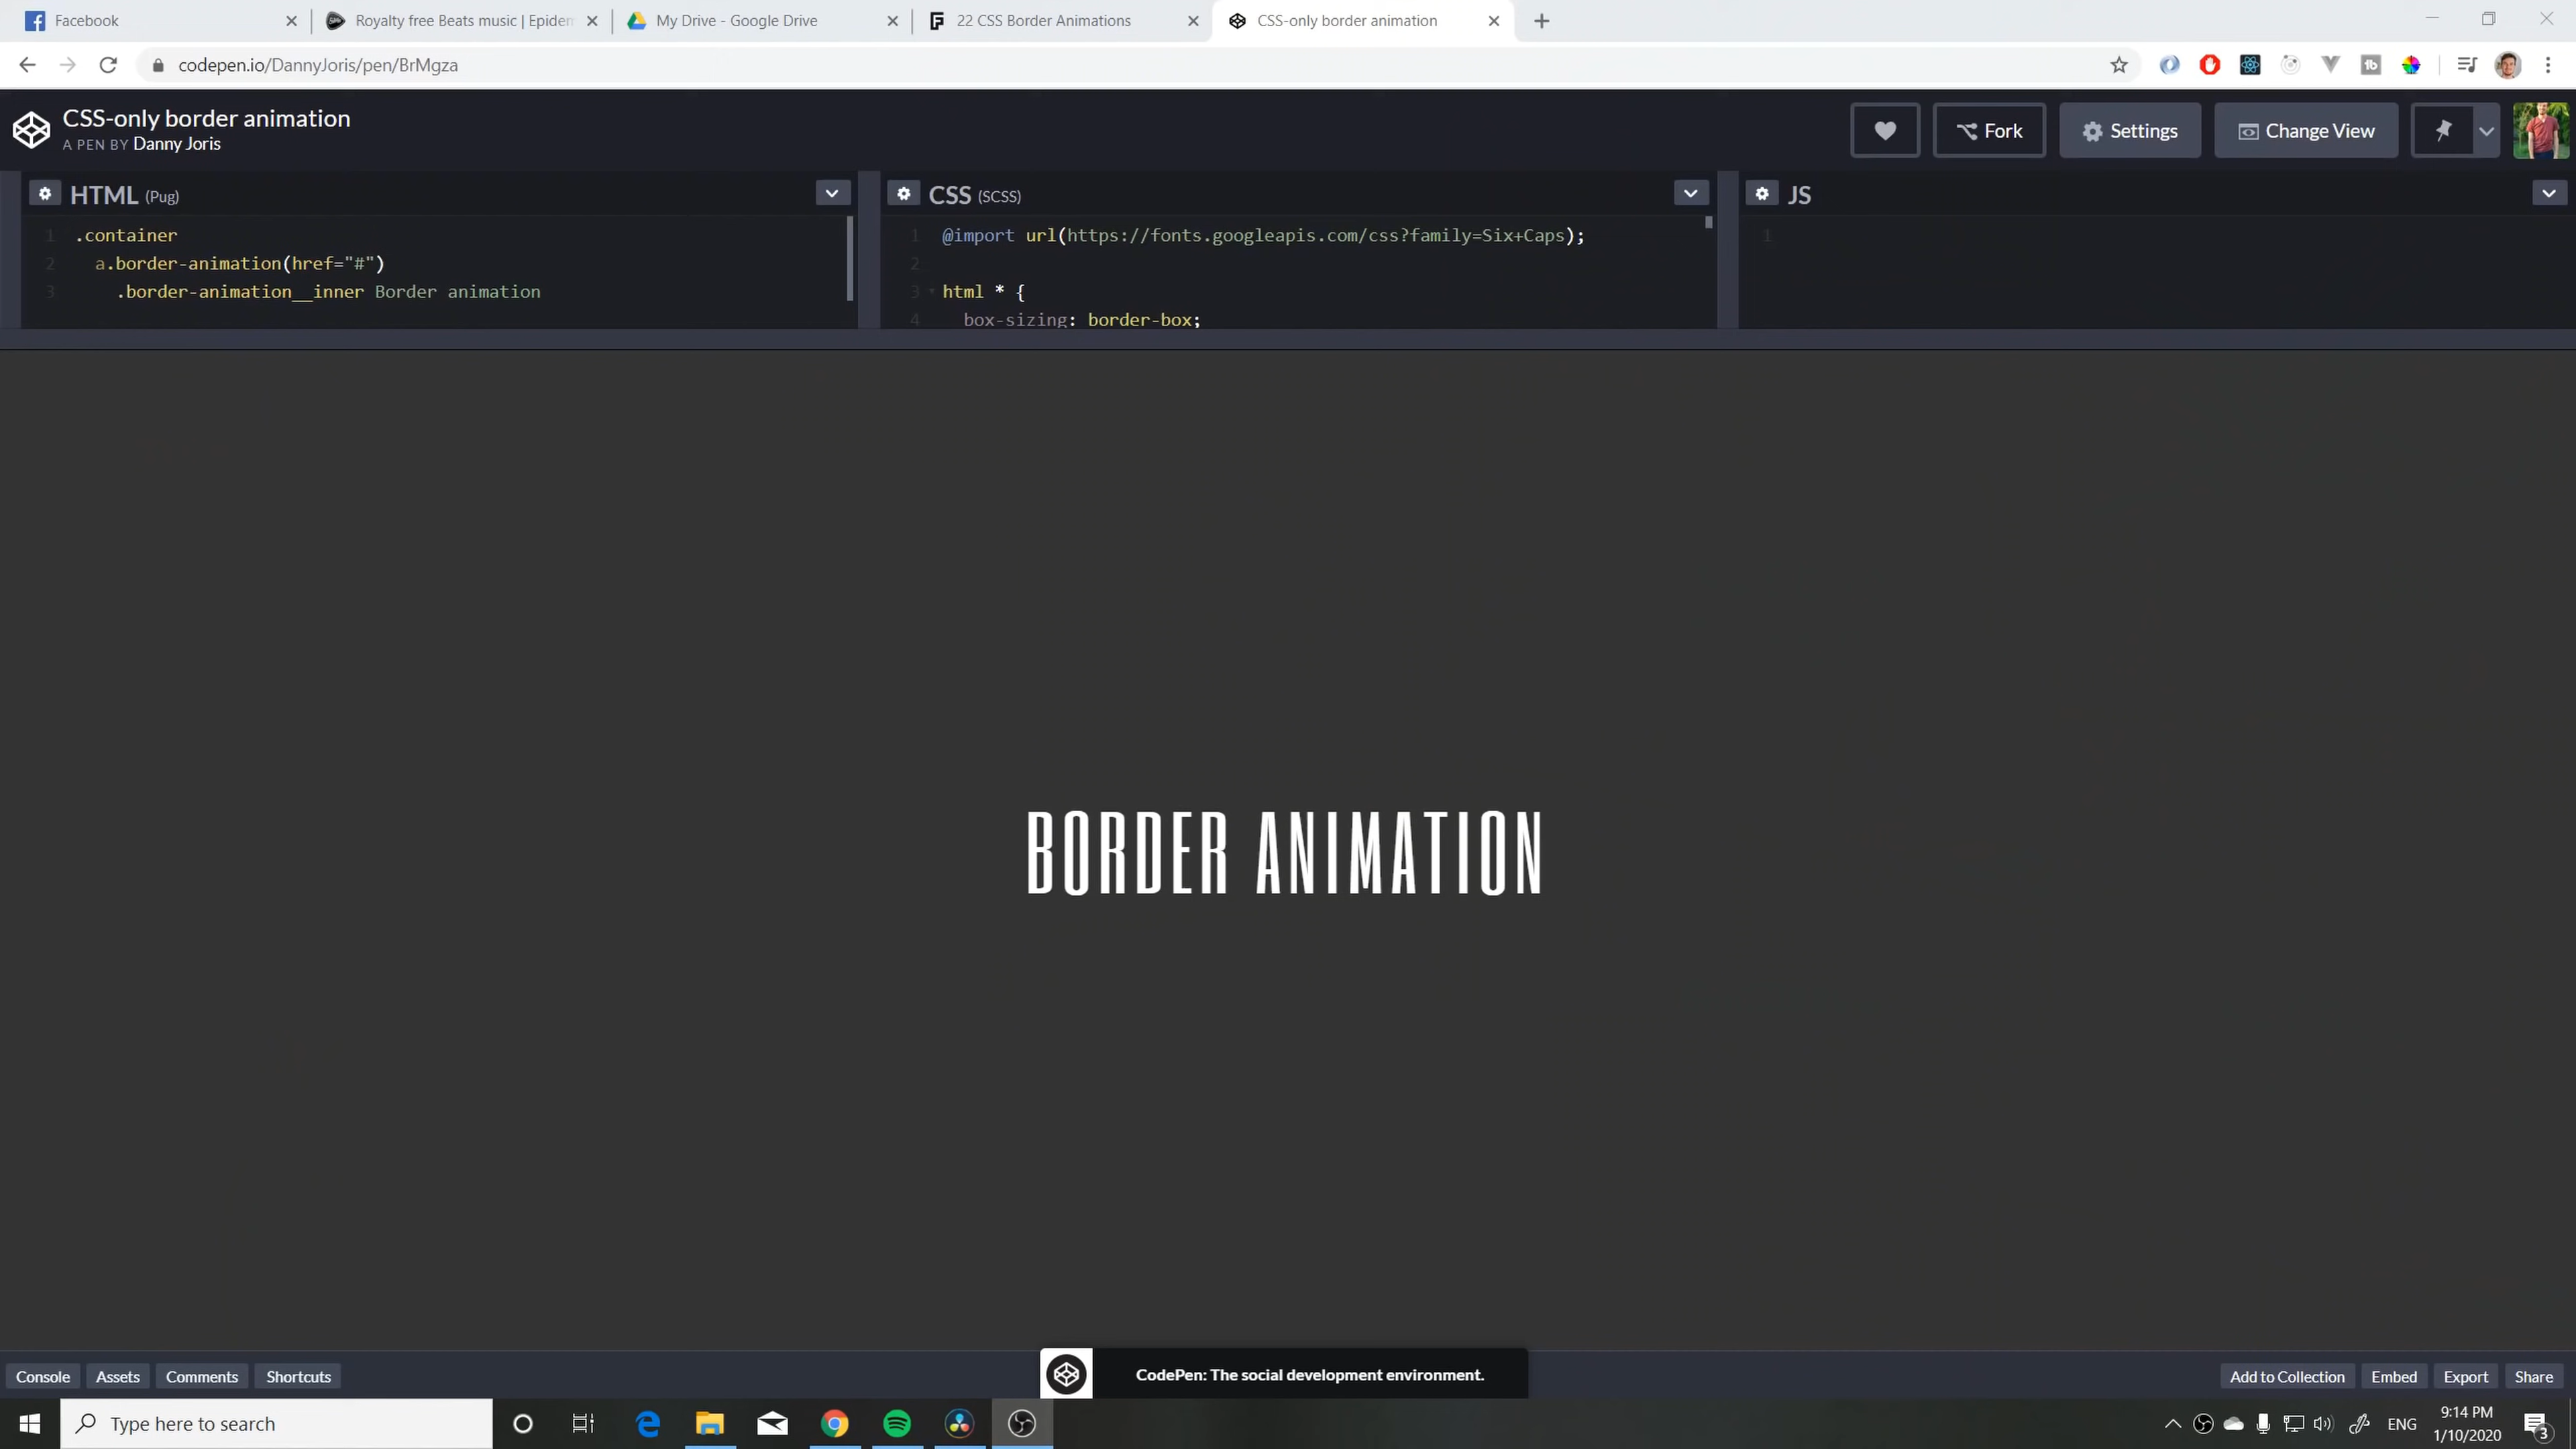 Facebook
Royalty free Beats music | Epidem
My Drive - Google Drive
22 CSS Border Animations
CSS-only border animation
codepen.io/DannyJoris/pen/BrMgza
CSS-only border animation
A PEN BY Danny Joris
Fork
Settings
Change View
HTML (Pug)
1 .container
2 a.border-animation(href="#")
3 .border-animation__inner Border animation
CSS (SCSS)
1 @import url(https://fonts.googleapis.com/css?family=Six+Caps);
2
3 html * {
4 box-sizing: border-box;
JS
1
BORDER ANIMATION
Console
Assets
Comments
Shortcuts
CodePen: The social development environment.
Add to Collection
Embed
Export
Share
Type here to search
ENG
9:14 PM
1/10/2020
3